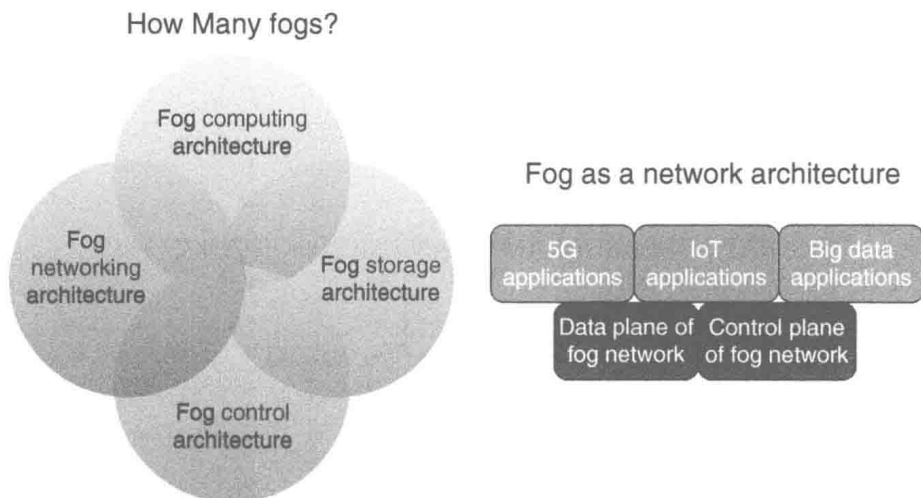 How Many fogs?
Fog computing
architecture
Fog
networking
architecture
Fog storage
architecture
Fog control
architecture
Fog as a network architecture
5G
applications
IoT
applications
Big data
applications
Data plane of
fog network
Control plane
of fog network